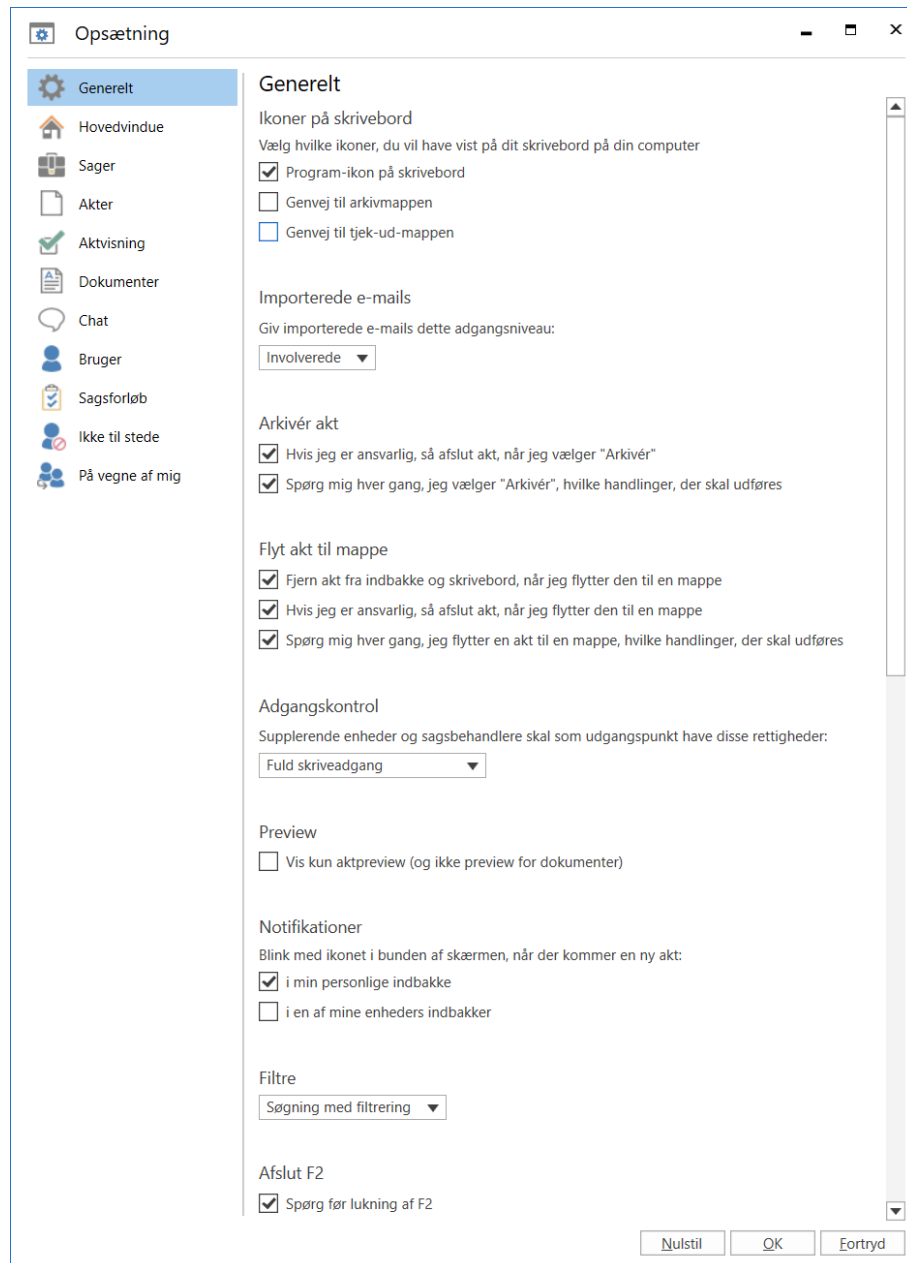 Opsætning
Generelt
Hovedvindue
Sager
Akter
Aktvisning
Dokumenter
Chat
Bruger
Sagsforløb
Ikke til stede
På vegne af mig
Generelt
Ikoner på skrivebord
Vælg hvilke ikoner, du vil have vist på dit skrivebord på din computer
Program-ikon på skrivebord
Genvej til arkivmappen
Genvej til tjek-ud-mappen
Importerede e-mails
Giv importerede e-mails dette adgangsniveau:
Involverede
Arkivér akt
Hvis jeg er ansvarlig, så afslut akt, når jeg vælger "Arkivér"
Spørg mig hver gang, jeg vælger "Arkivér", hvilke handlinger, der skal udføres
Flyt akt til mappe
Fjern akt fra indbakke og skrivebord, når jeg flytter den til en mappe
Hvis jeg er ansvarlig, så afslut akt, når jeg flytter den til en mappe
Spørg mig hver gang, jeg flytter en akt til en mappe, hvilke handlinger, der skal udføres
Adgangskontrol
Supplerende enheder og sagsbehandlere skal som udgangspunkt have disse rettigheder:
Fuld skriveadgang
Preview
Vis kun aktpreview (og ikke preview for dokumenter)
Notifikationer
Blink med ikonet i bunden af skærmen, når der kommer en ny akt:
i min personlige indbakke
i en af mine enheders indbakker
Filtre
Søgning med filtrering
Afslut F2
Spørg før lukning af F2
Nulstil OK Fortryd